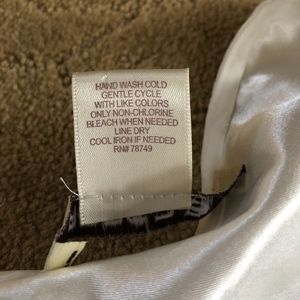 HAND WASH COLD
GENTLE CYCLE
WITH LIKE COLORS
ONLY NON-CHLORINE
BLEACH WHEN NEEDED
LINE DRY
COOL IRON IF NEEDED
RN# 78749